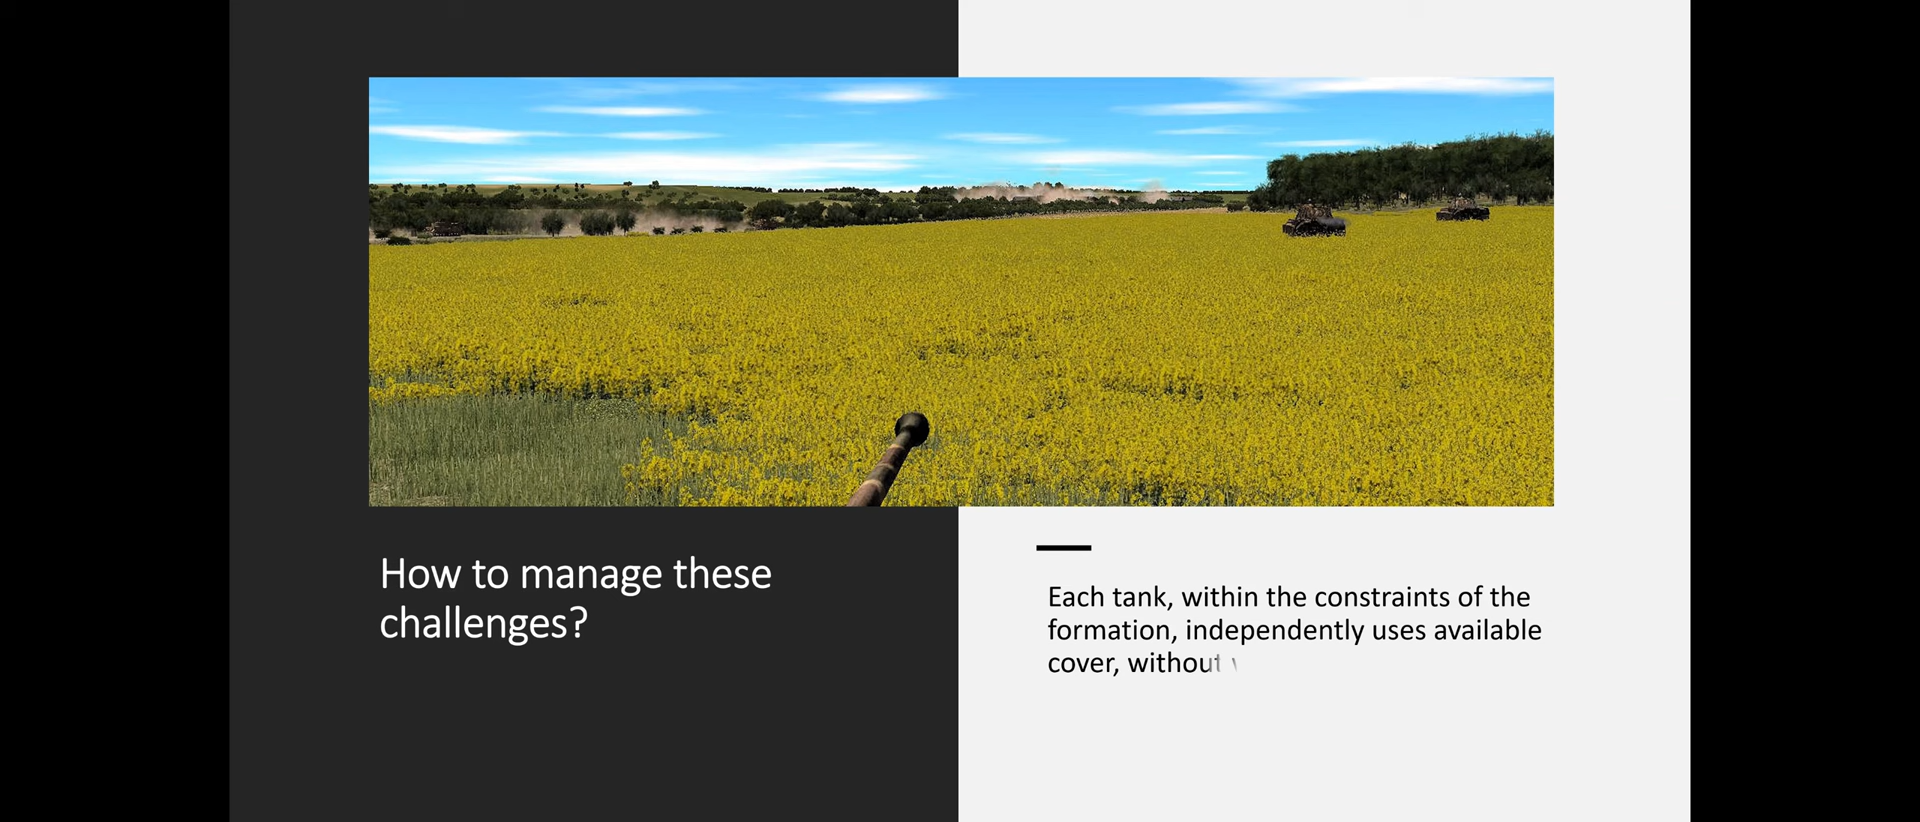 How to manage these
challenges?
Each tank, within the constraints of the
formation, independently uses available
cover, without